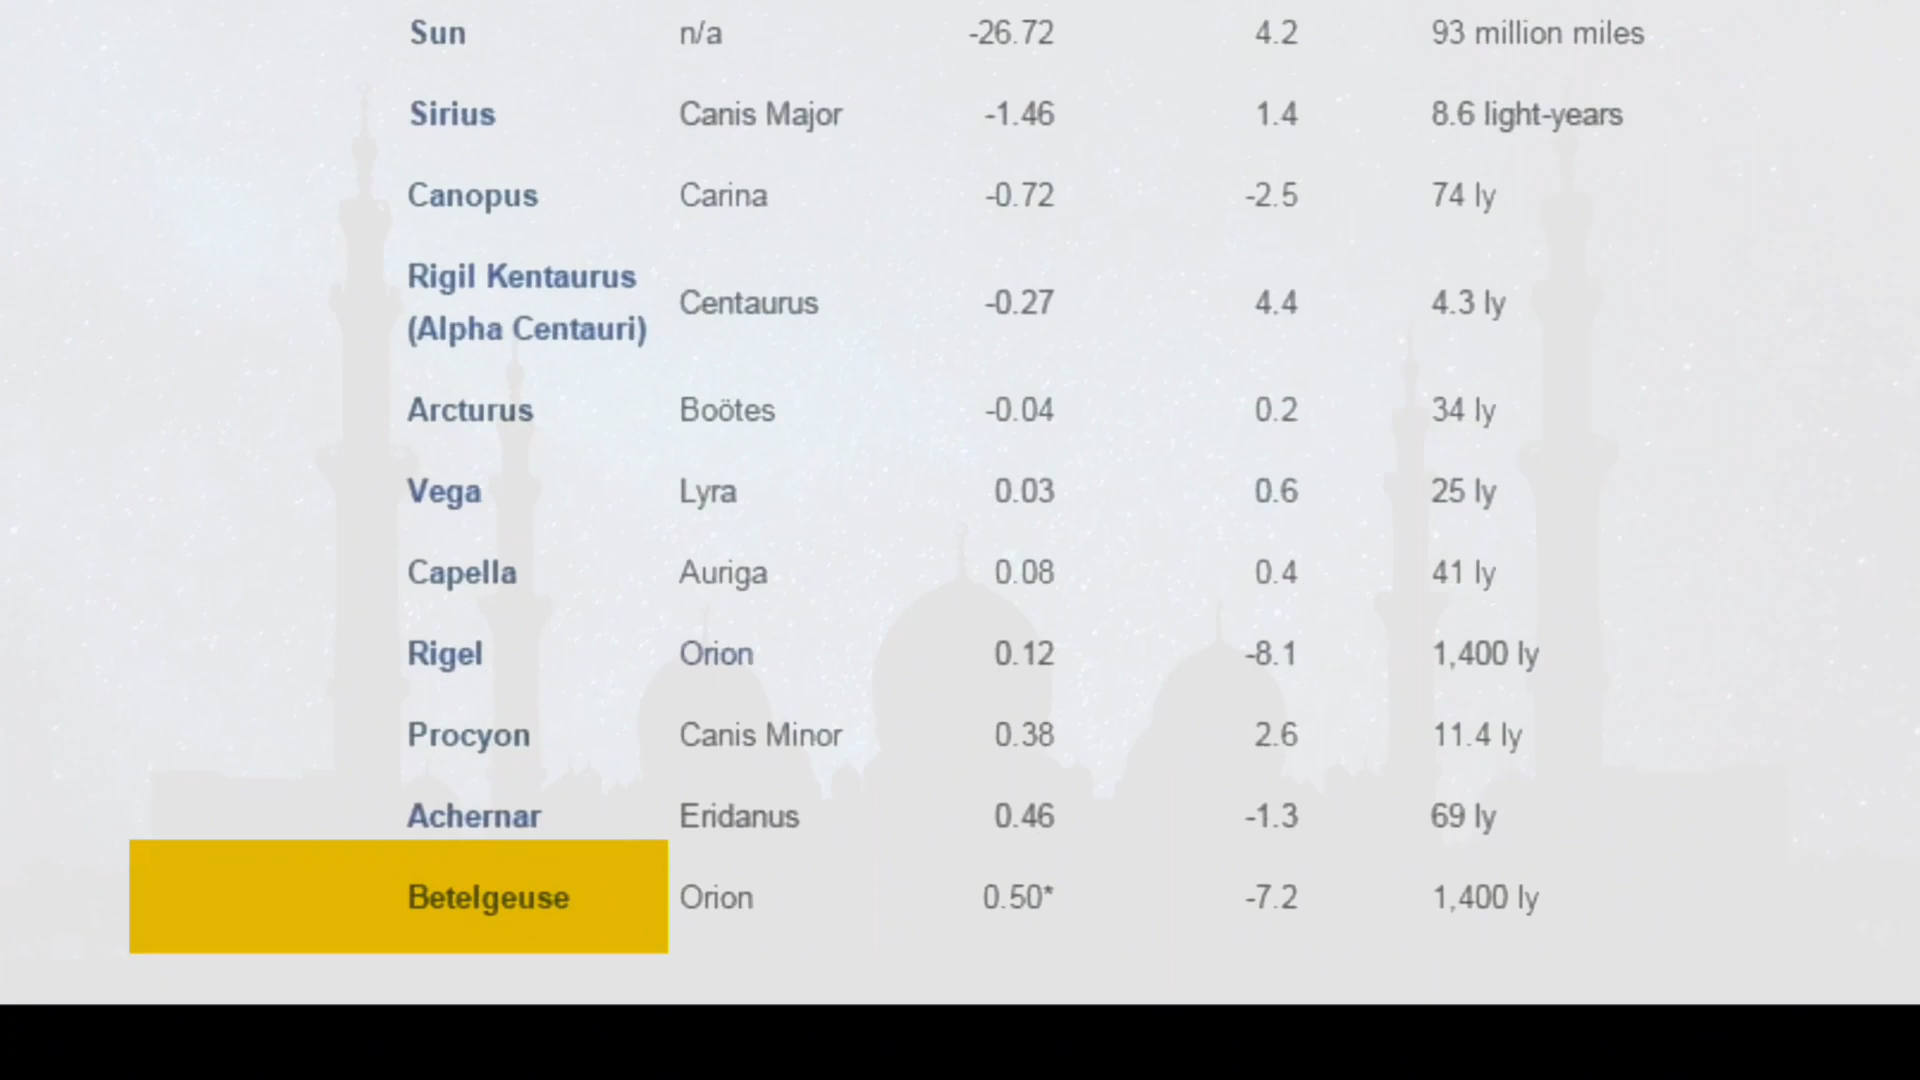 Sun n/a -26.72 4.2 93 million miles
Sirius Canis Major -1.46 1.4 8.6 light-years
Canopus Carina -0.72 -2.5 74 ly
Rigil Kentaurus
(Alpha Centauri) Centaurus -0.27 4.4 4.3 ly
Arcturus Boötes -0.04 0.2 34 ly
Vega Lyra 0.03 0.6 25 ly
Capella Auriga 0.08 0.4 41 ly
Rigel Orion 0.12 -8.1 1,400 ly
Procyon Canis Minor 0.38 2.6 11.4 ly
Achernar Eridanus 0.46 -1.3 69 ly
Betelgeuse Orion 0.50* -7.2 1,400 ly